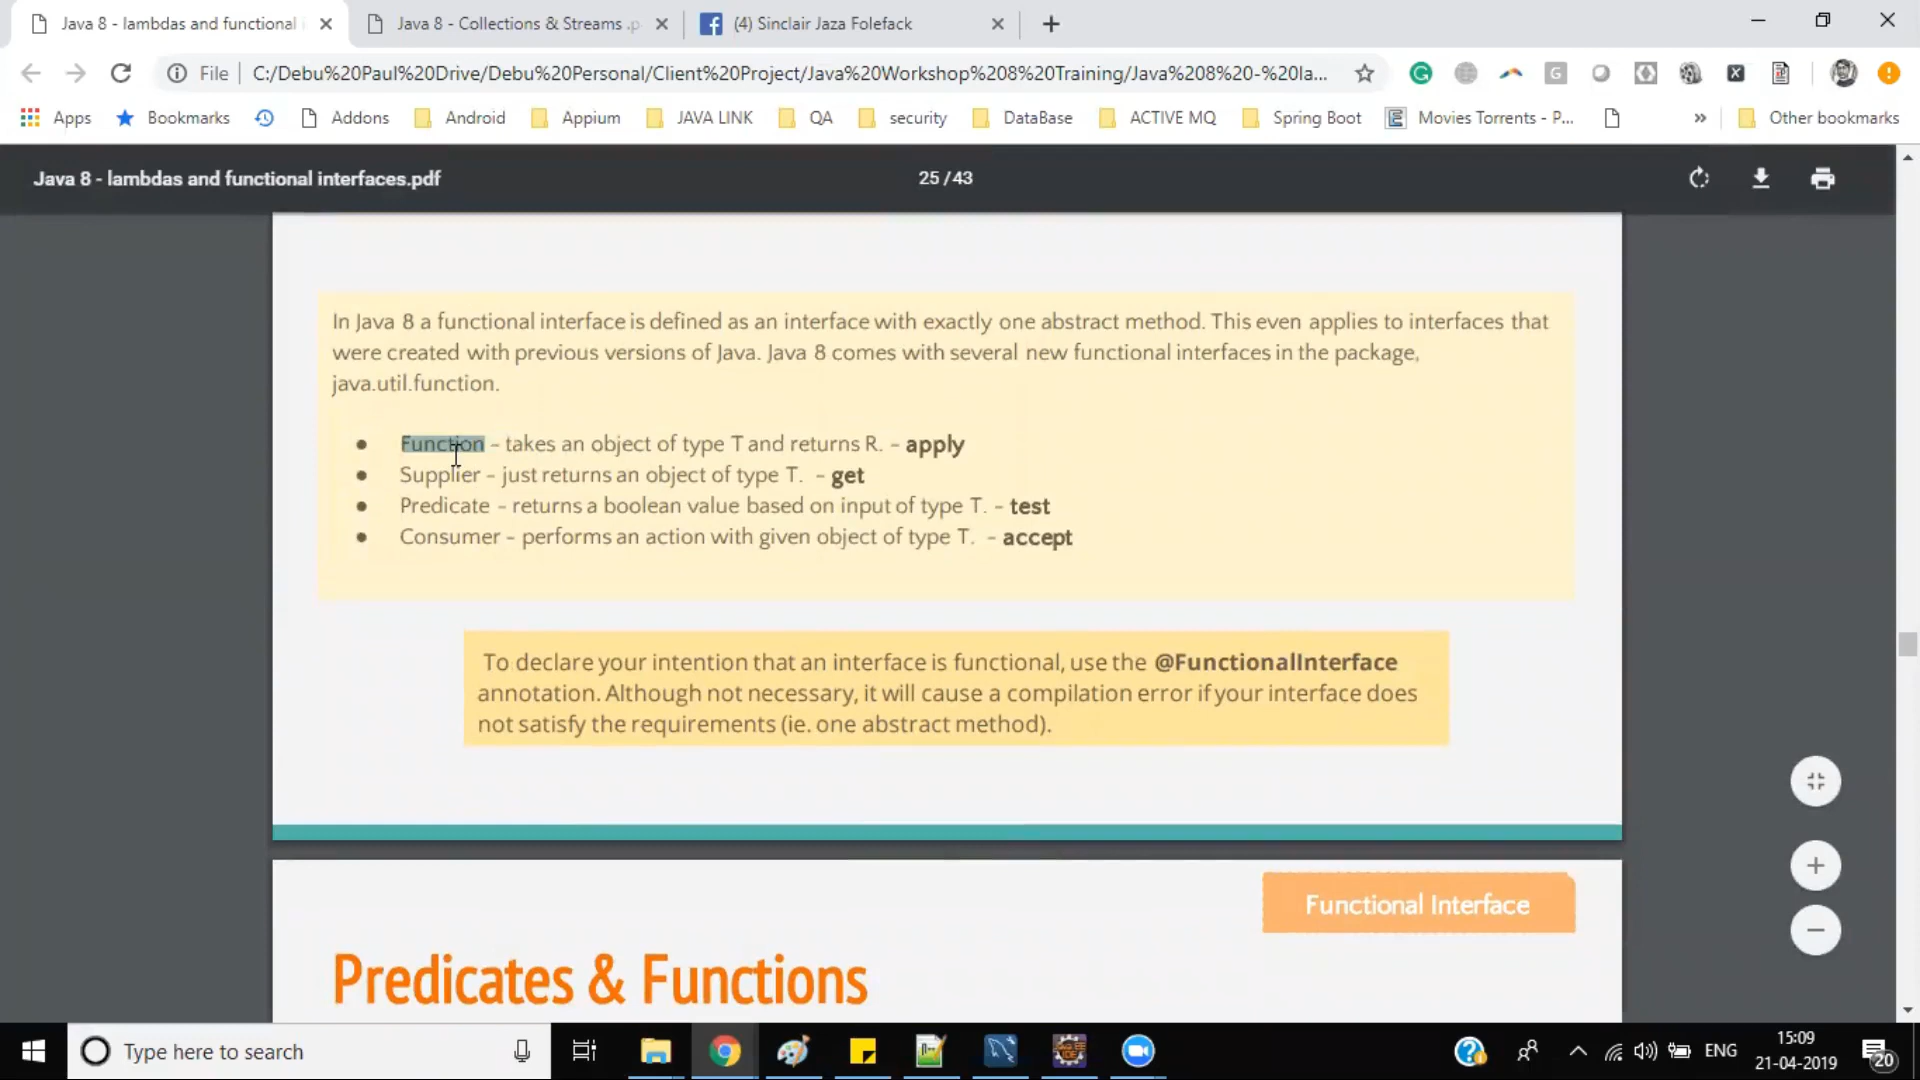 Java 8 - lambdas and functional i
Java 8 - Collections & Streams .p
(4) Sinclair Jaza Folefack
File
C:/Debu%20Paul%20Drive/Debu%20Personal/Client%20Project/Java%20Workshop%208%20Training/Java%208%20-%20la...
Apps
Bookmarks
Addons
Android
Appium
JAVA LINK
QA
security
DataBase
ACTIVE MQ
Spring Boot
Movies Torrents - P...
»
Other bookmarks
Java 8 - lambdas and functional interfaces.pdf
25 / 43
In Java 8 a functional interface is defined as an interface with exactly one abstract method. This even applies to interfaces that
were created with previous versions of Java. Java 8 comes with several new functional interfaces in the package,
java.util.function.
● Function - takes an object of type T and returns R. - apply
● Supplier - just returns an object of type T. - get
● Predicate - returns a boolean value based on input of type T. - test
● Consumer - performs an action with given object of type T. - accept
To declare your intention that an interface is functional, use the @FunctionalInterface
annotation. Although not necessary, it will cause a compilation error if your interface does
not satisfy the requirements (ie. one abstract method).
Functional Interface
Predicates & Functions
Type here to search
ENG
15:09
21-04-2019
20